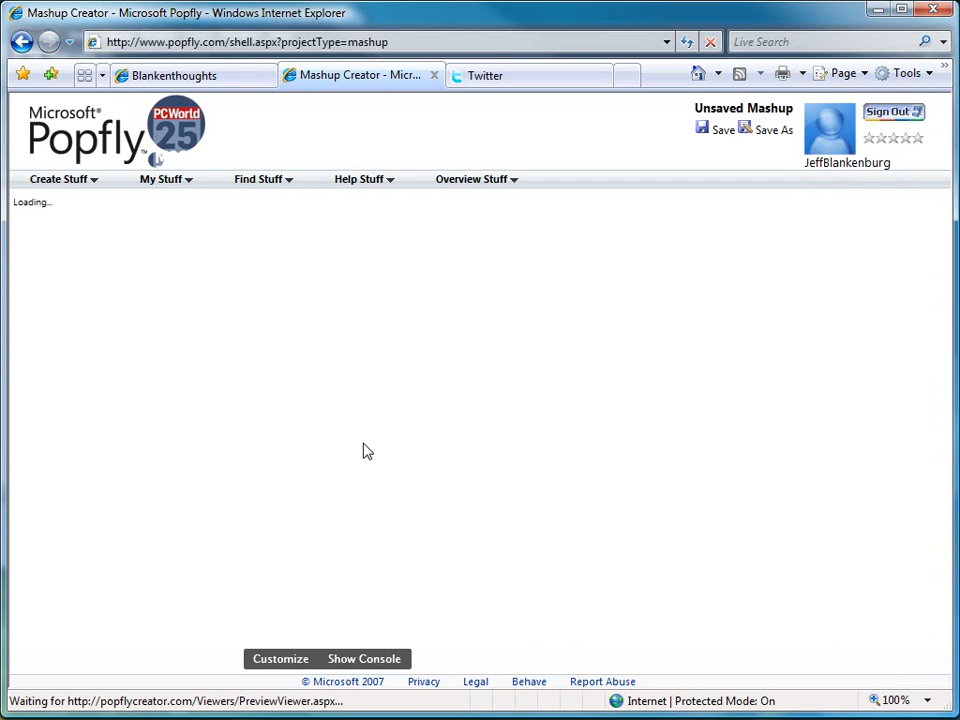 Mashup Creator - Microsoft Popfly - Windows Internet Explorer
http://www.popfly.com/shell.aspx?projectType=mashup
Live Search
Blankenthoughts
Mashup Creator - Micr...
Twitter
Page
Tools
Microsoft®
Popfly™
PCWorld
25
Unsaved Mashup
Save
Save As
Sign Out
JeffBlankenburg
Create Stuff
My Stuff
Find Stuff
Help Stuff
Overview Stuff
Loading...
Customize
Show Console
© Microsoft 2007
Privacy
Legal
Behave
Report Abuse
Waiting for http://popflycreator.com/Viewers/PreviewViewer.aspx...
Internet | Protected Mode: On
100%